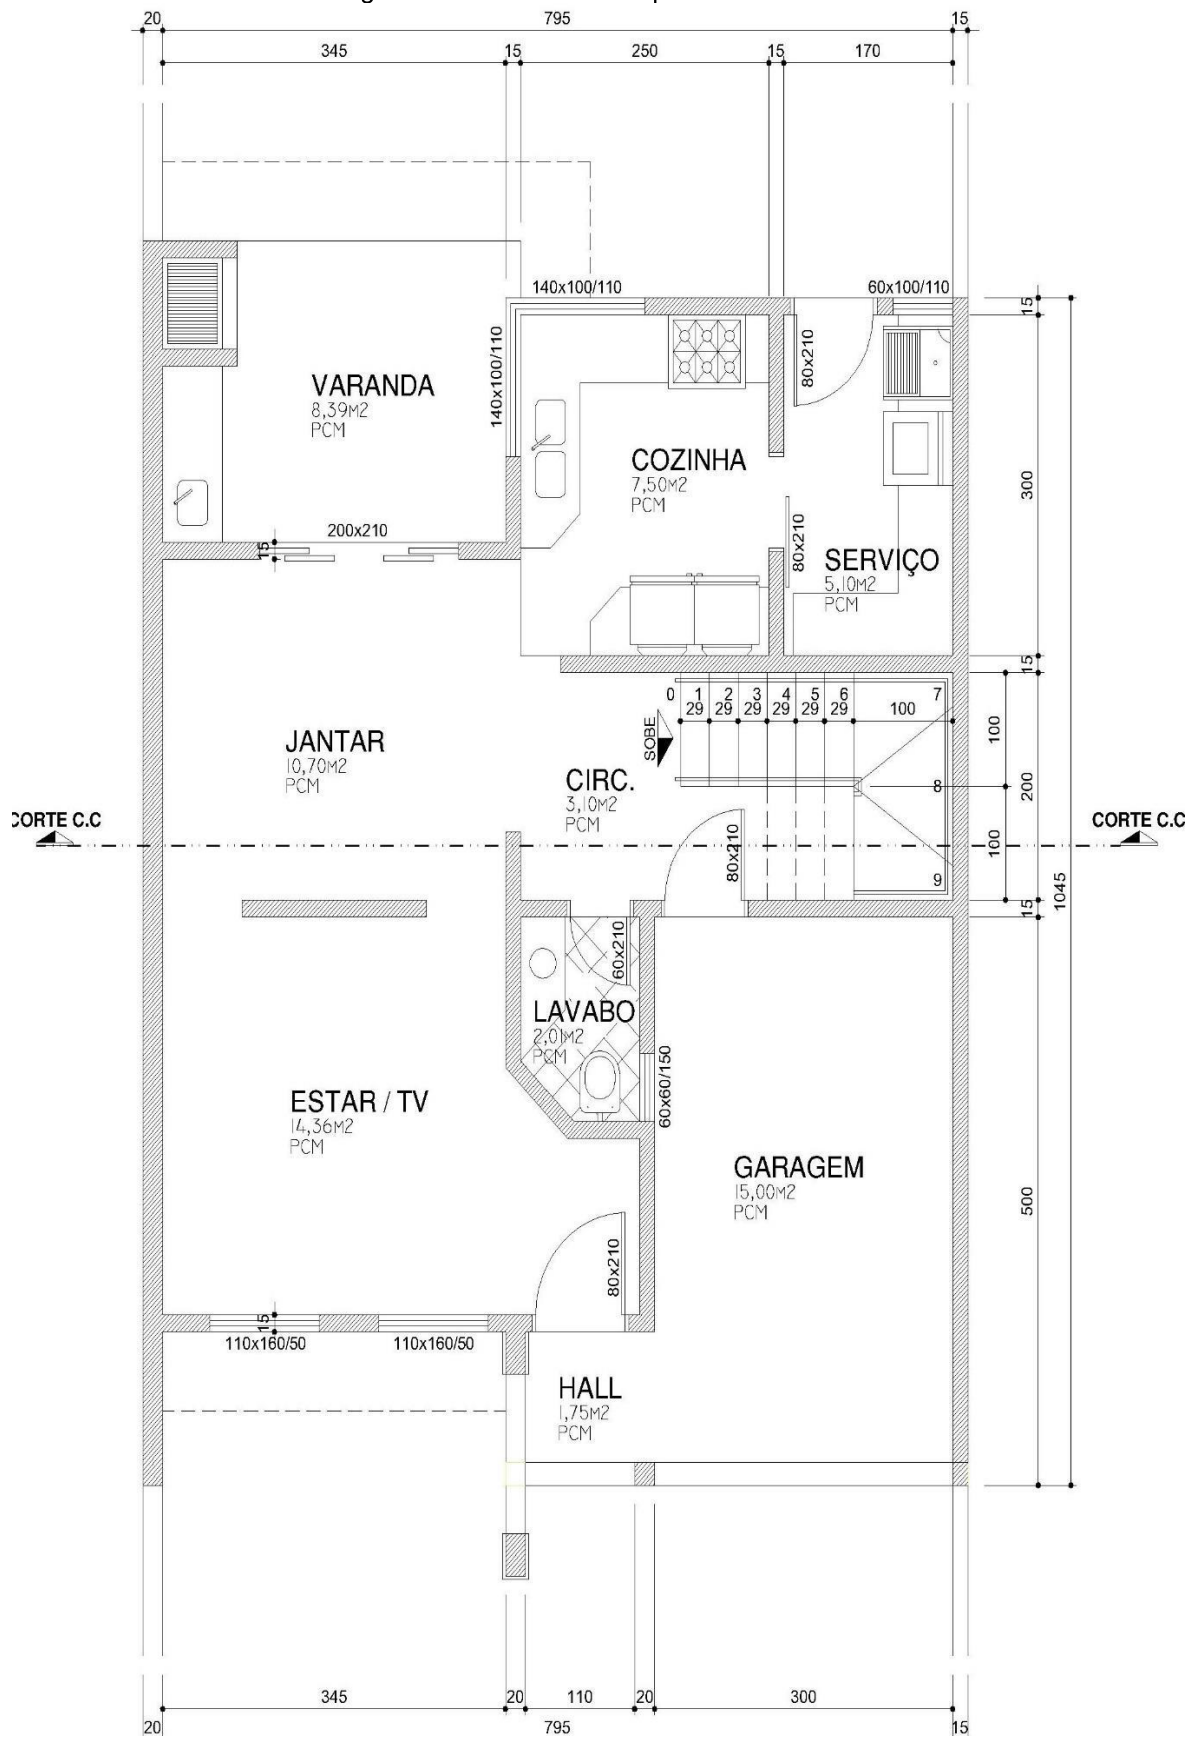 20
795
15
345
15
250
15
170
140x100/110
60x100/110
15
140x100/110
80x210
VARANDA
8,39M2
PCM
COZINHA
7,50M2
PCM
300
200x210
15
80x210
SERVIÇO
5,10M2
PCM
15
0 1 2 3 4 5 6 7
29 29 29 29 29 29 100
SOBE
100
JANTAR
10,70M2
PCM
CIRC.
3,10M2
PCM
8
200
CORTE C.C
CORTE C.C
80x210
100
9
1045
15
60x210
LAVABO
2,01M2
PCM
60x60/150
ESTAR / TV
14,36M2
PCM
GARAGEM
15,00M2
PCM
500
80x210
15
110x160/50
110x160/50
HALL
1,75M2
PCM
345
20
110
20
300
20
795
15